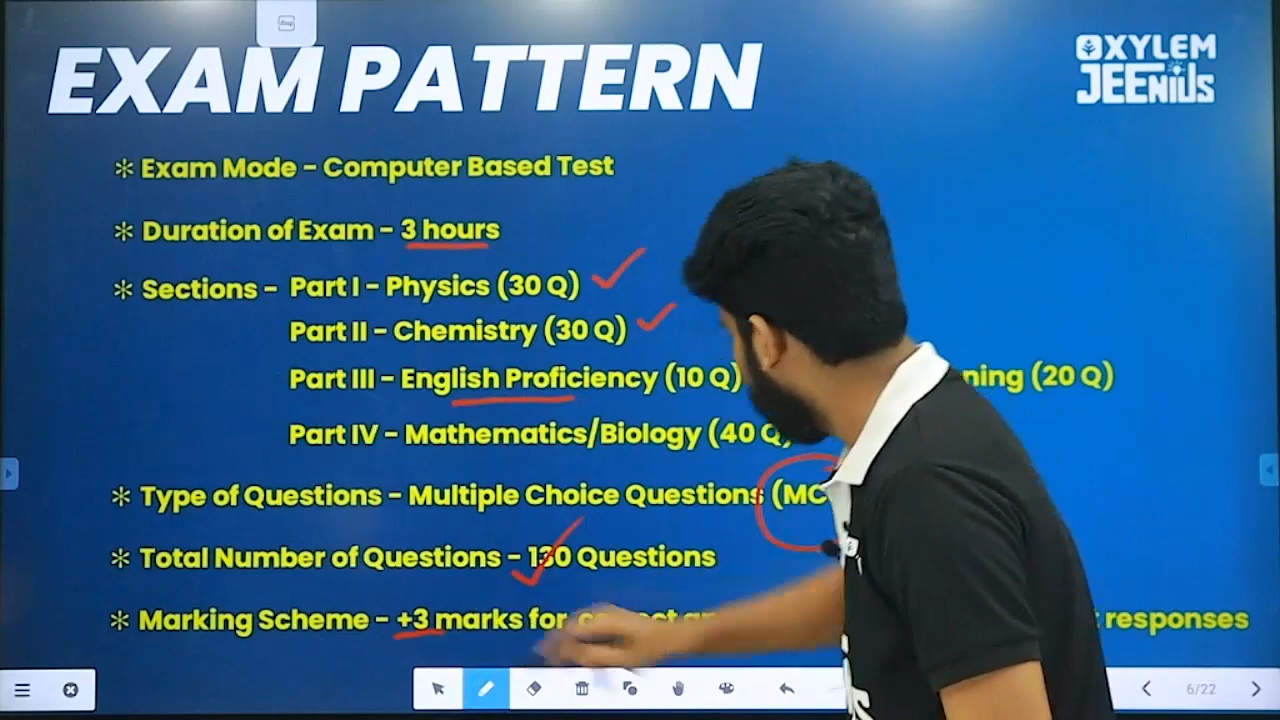 EXAM PATTERN
OXYLEM
JEENIUS
* Exam Mode - Computer Based Test
* Duration of Exam - 3 hours
* Sections - Part I - Physics (30 Q)
Part II - Chemistry (30 Q)
Part III - English Proficiency (10 Q) ning (20 Q)
Part IV - Mathematics/Biology (40 Q)
* Type of Questions - Multiple Choice Questions (MC
* Total Number of Questions - 130 Questions
* Marking Scheme - +3 marks for responses
6/22